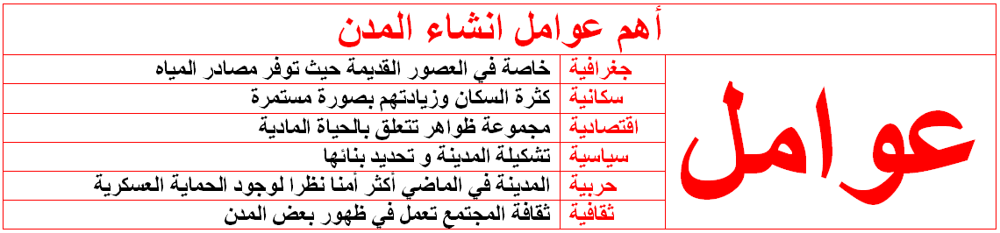 أهم عوامل انشاء المدن
عوامل
جغرافية خاصة في العصور القديمة حيث توفر مصادر المياه
سكانية كثرة السكان وزيادتهم بصورة مستمرة
اقتصادية مجموعة ظواهر تتعلق بالحياة المادية
سياسية تشكيلة المدينة و تحديد بنائها
حربية المدينة في الماضي أكثر أمنا نظرا لوجود الحماية العسكرية
ثقافية ثقافة المجتمع تعمل في ظهور بعض المدن